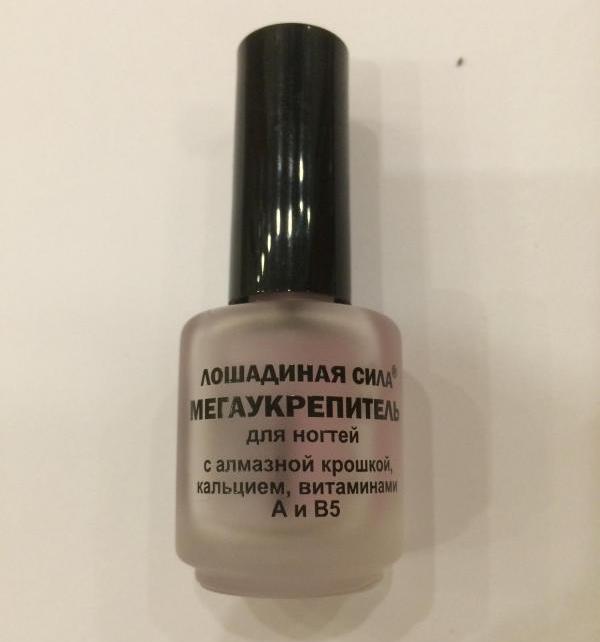 ЛОШАДИНАЯ СИЛА®
МЕГАУКРЕПИТЕЛЬ
для ногтей
с алмазной крошкой,
кальцием, витаминами
А и В5